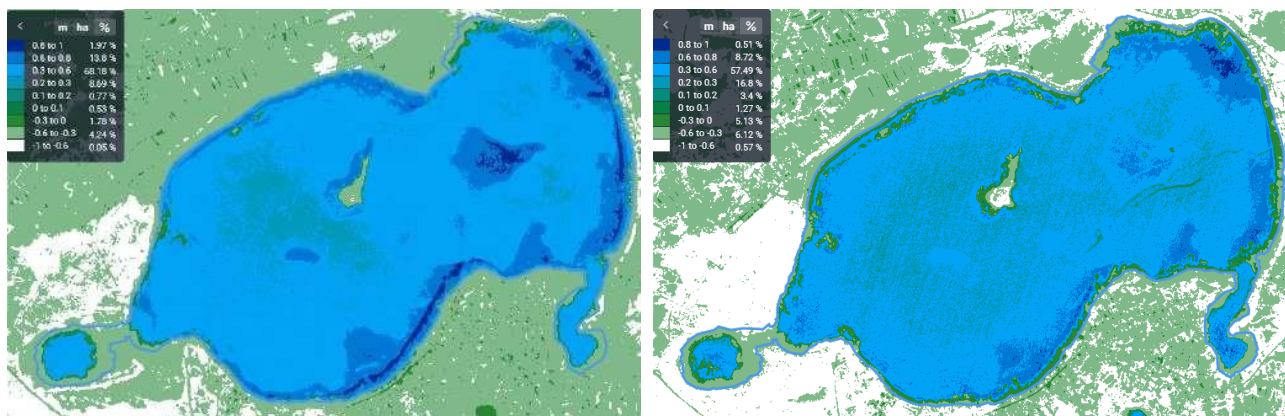 < m ha %
0.8 to 1 1.97 %
0.6 to 0.8 13.8 %
0.3 to 0.6 68.18 %
0.2 to 0.3 8.69 %
0.1 to 0.2 0.77 %
0 to 0.1 0.53 %
-0.3 to 0 1.78 %
-0.6 to -0.3 4.24 %
-1 to -0.6 0.05 %
< m ha %
0.8 to 1 0.51 %
0.6 to 0.8 8.72 %
0.3 to 0.6 57.49 %
0.2 to 0.3 16.8 %
0.1 to 0.2 3.4 %
0 to 0.1 1.27 %
-0.3 to 0 5.13 %
-0.6 to -0.3 6.12 %
-1 to -0.6 0.57 %